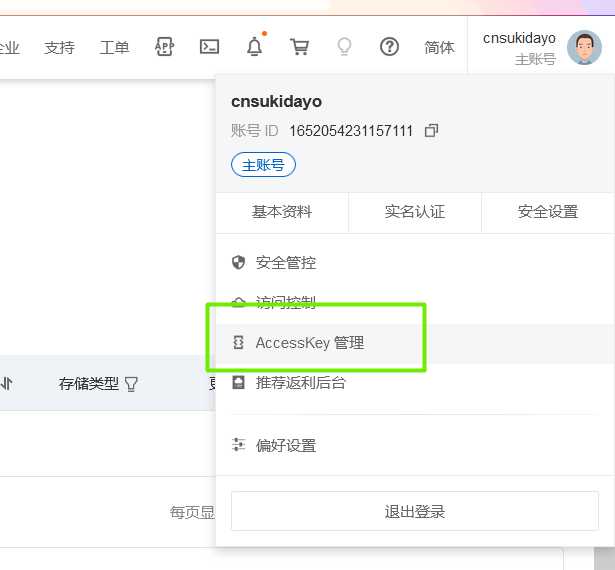 企业 支持 工单 APP 简体 cnsukidayo
主账号
cnsukidayo
账号 ID 1652054231157111
主账号
基本资料 实名认证 安全设置
安全管控
访问控制
AccessKey 管理
存储类型
推荐返利后台
偏好设置
每页显
退出登录